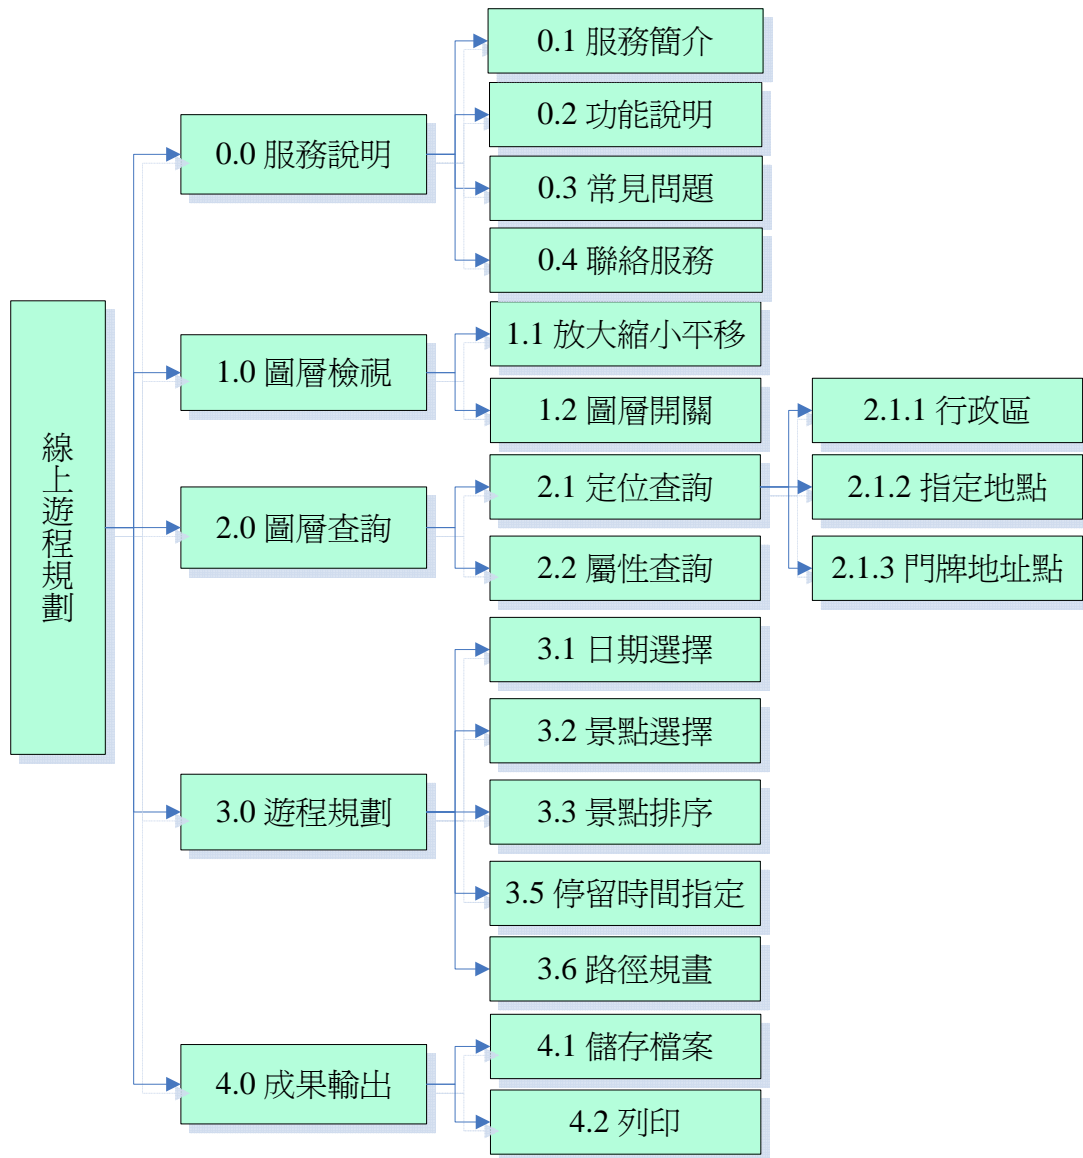 線上遊程規劃
0.0 服務說明
0.1 服務簡介
0.2 功能說明
0.3 常見問題
0.4 聯絡服務
1.0 圖層檢視
1.1 放大縮小平移
1.2 圖層開關
2.0 圖層查詢
2.1 定位查詢
2.1.1 行政區
2.1.2 指定地點
2.1.3 門牌地址點
2.2 屬性查詢
3.0 遊程規劃
3.1 日期選擇
3.2 景點選擇
3.3 景點排序
3.5 停留時間指定
3.6 路徑規畫
4.0 成果輸出
4.1 儲存檔案
4.2 列印